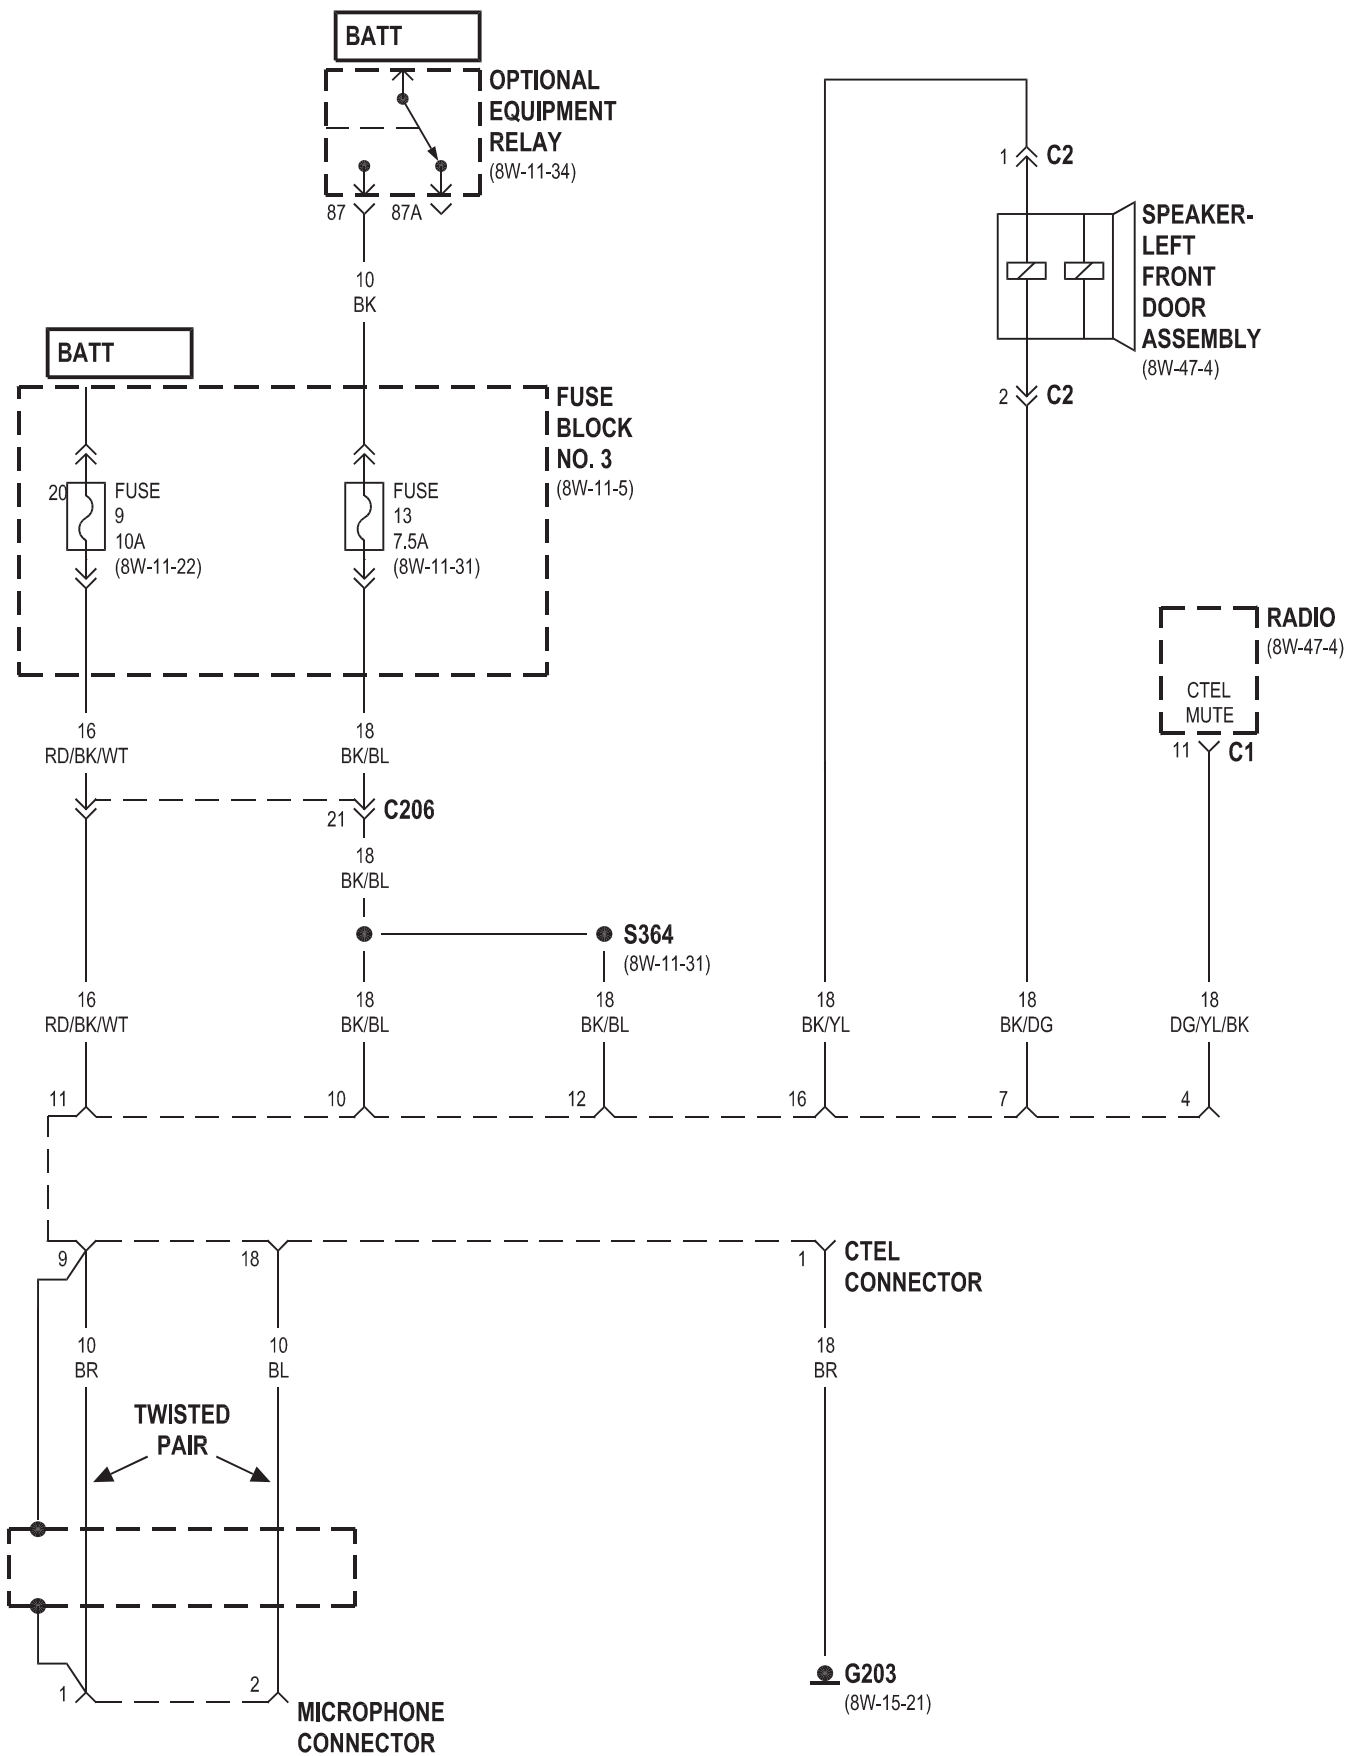 BATT
OPTIONAL
EQUIPMENT
RELAY
(8W-11-34)
87
87A
10
BK
1
C2
SPEAKER-
LEFT
FRONT
DOOR
ASSEMBLY
(8W-47-4)
2
C2
BATT
FUSE
BLOCK
NO. 3
(8W-11-5)
20
FUSE
9
10A
(8W-11-22)
FUSE
13
7.5A
(8W-11-31)
RADIO
(8W-47-4)
CTEL
MUTE
11
C1
16
RD/BK/WT
18
BK/BL
21
C206
18
BK/BL
S364
(8W-11-31)
16
RD/BK/WT
18
BK/BL
18
BK/BL
18
BK/YL
18
BK/DG
18
DG/YL/BK
11
10
12
16
7
4
9
18
1
CTEL
CONNECTOR
10
BR
10
BL
18
BR
TWISTED
PAIR
G203
(8W-15-21)
1
2
MICROPHONE
CONNECTOR